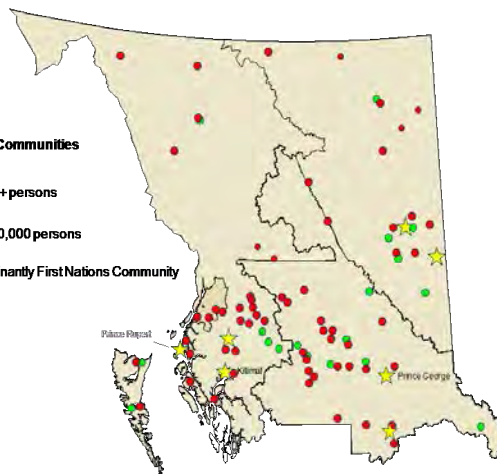 Communities
+ persons
0,000 persons
nantly First Nations Community
Prince Rupert
Kitimat
Prince George